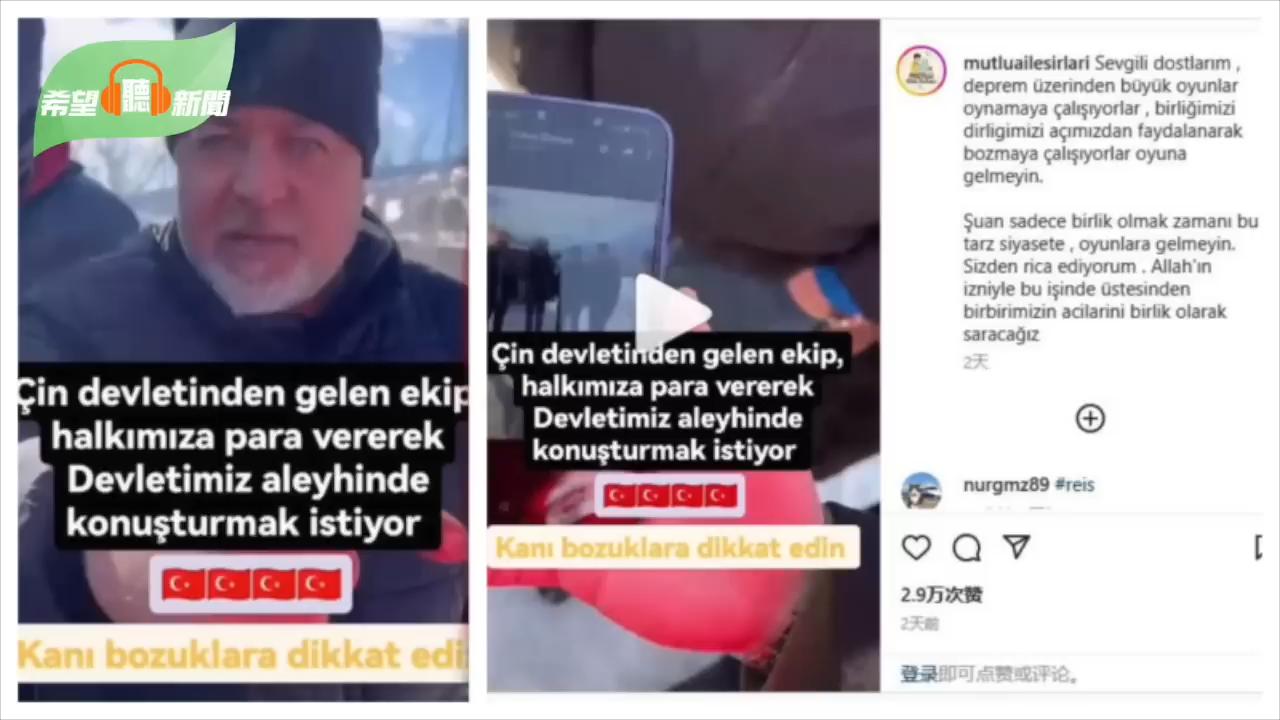 希望聽新聞
Çin devletinden gelen ekip
halkımıza para vererek
Devletimiz aleyhinde
konuşturmak istiyor
Kanı bozuklara dikkat edi
Çin devletinden gelen ekip,
halkımıza para vererek
Devletimiz aleyhinde
konuşturmak istiyor
Kanı bozuklara dikkat edin
mutluailesirlari Sevgili dostlarım ,
deprem üzerinden büyük oyunlar
oynamaya çalışıyorlar , birliğimizi
dirligimizi açımızdan faydalanarak
bozmaya çalışıyorlar oyuna
gelmeyin.
Şuan sadece birlik olmak zamanı bu
tarz siyasete , oyunlara gelmeyin.
Sizden rica ediyorum . Allah'ın
izniyle bu işinde üstesinden
birbirimizin acilarini birlik olarak
saracağız
2天
nurgmz89 #reis
2.9万次赞
2天前
登录即可点赞或评论。